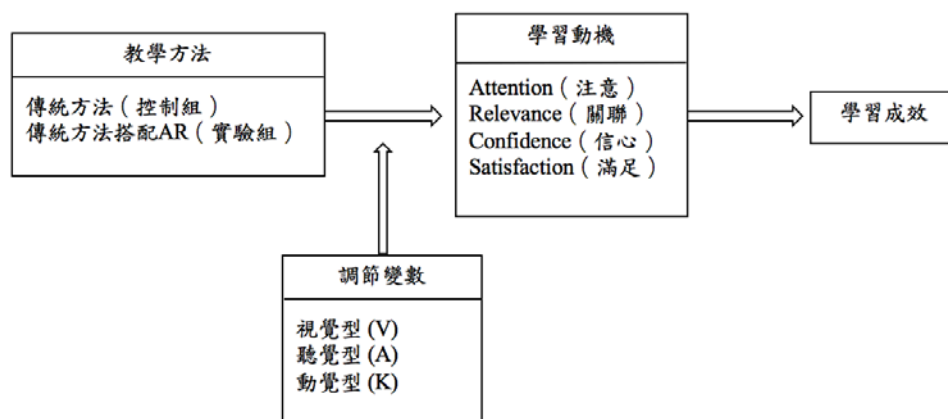 教學方法
傳統方法（控制組）
傳統方法搭配AR（實驗組）
學習動機
Attention（注意）
Relevance（關聯）
Confidence（信心）
Satisfaction（滿足）
學習成效
調節變數
視覺型 (V)
聽覺型 (A)
動覺型 (K)